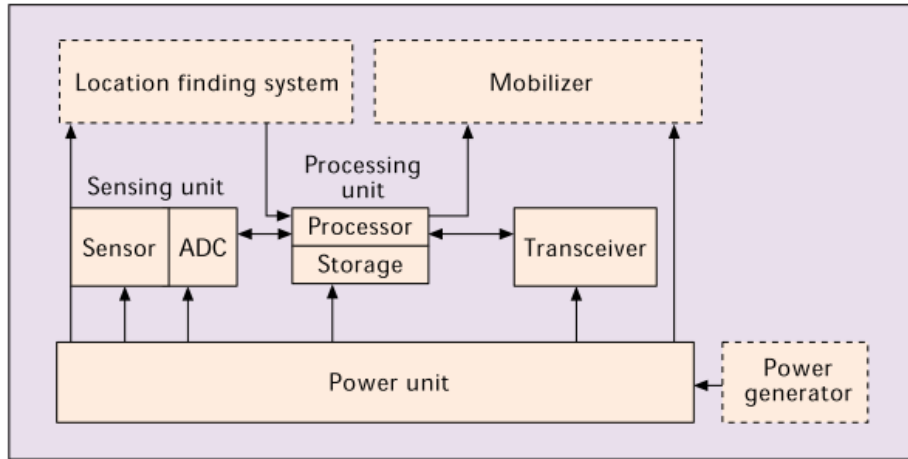 Location finding system
Mobilizer
Sensing unit
Processing
unit
Sensor
ADC
Processor
Storage
Transceiver
Power unit
Power
generator